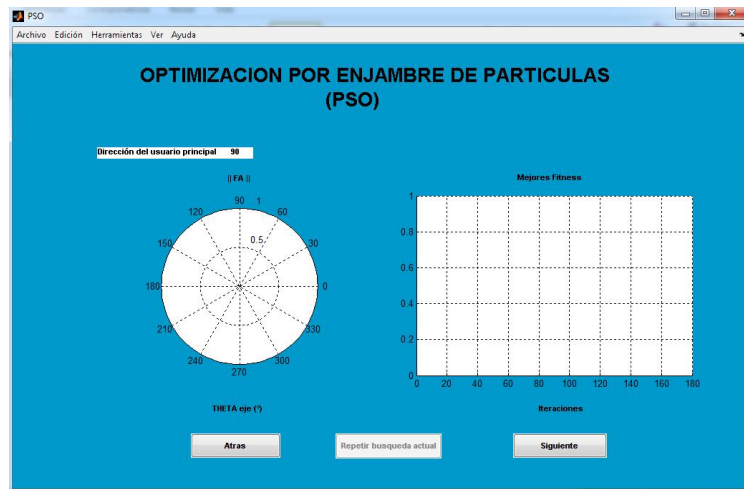 PSO
Archivo Edición Herramientas Ver Ayuda
OPTIMIZACION POR ENJAMBRE DE PARTICULAS
(PSO)
Dirección del usuario principal 90
|| FA ||
90 1
120 60
0.5
150 30
180 0
210 330
240 300
270
THETA eje (°)
Mejores Fitness
1
0.8
0.6
0.4
0.2
0
0 20 40 60 80 100 120 140 160 180
Iteraciones
Atras
Repetir busqueda actual
Siguiente